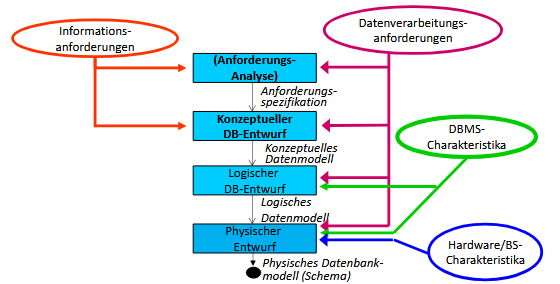 Informations-
anforderungen
Datenverarbeitungs-
anforderungen
(Anforderungs-
Analyse)
Anforderungs-
spezifikation
Konzeptueller
DB-Entwurf
Konzeptuelles
Datenmodell
DBMS-
Charakteristika
Logischer
DB-Entwurf
Logisches
Datenmodell
Physischer
Entwurf
Hardware/BS-
Charakteristika
Physisches Datenbank-
modell (Schema)